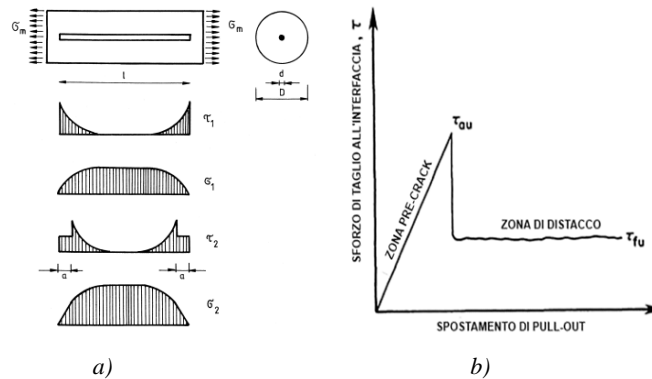 σm
σm
l
d
D
τ1
σ1
τ2
a
a
σ2
a)
SFORZO DI TAGLIO ALL'INTERFACCIA, τ
ZONA PRE-CRACK
τau
ZONA DI DISTACCO
τfu
SPOSTAMENTO DI PULL-OUT
b)